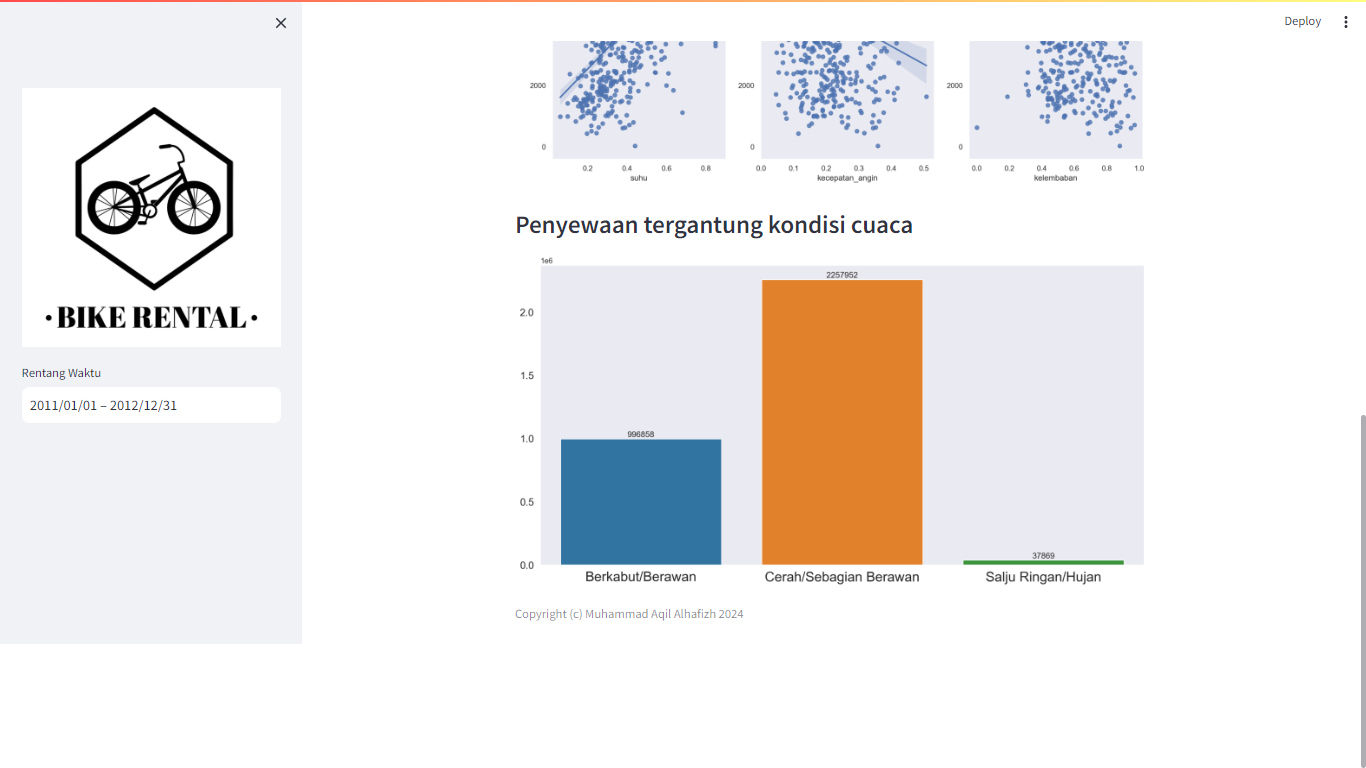 Deploy
2000
0
0.2 0.4 0.6 0.8
suhu
2000
0
0.0 0.1 0.2 0.3 0.4 0.5
kecepatan_angin
2000
0
0.0 0.2 0.4 0.6 0.8 1.0
kelembaban
• BIKE RENTAL •
Rentang Waktu
2011/01/01 – 2012/12/31
Penyewaan tergantung kondisi cuaca
1e6
2.0
1.5
1.0
0.5
0.0
996858
2257952
37869
Berkabut/Berawan Cerah/Sebagian Berawan Salju Ringan/Hujan
Copyright (c) Muhammad Aqil Alhafizh 2024